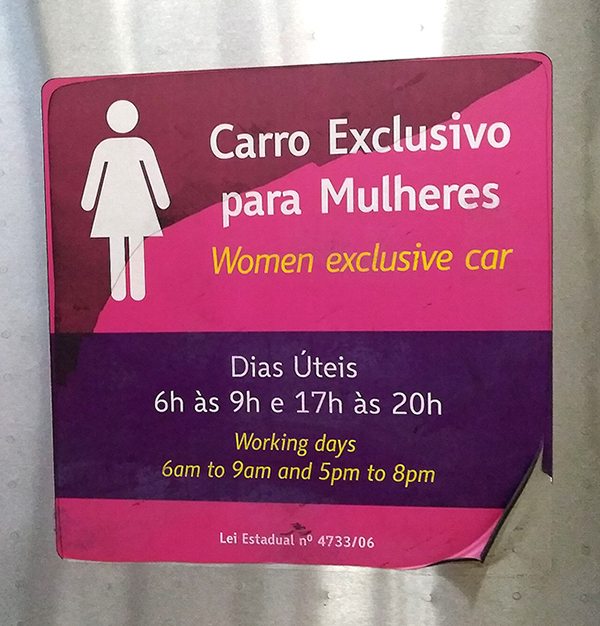 Carro Exclusivo
para Mulheres
Women exclusive car
Dias Úteis
6h às 9h e 17h às 20h
Working days
6am to 9am and 5pm to 8pm
Lei Estadual nº 4733/06